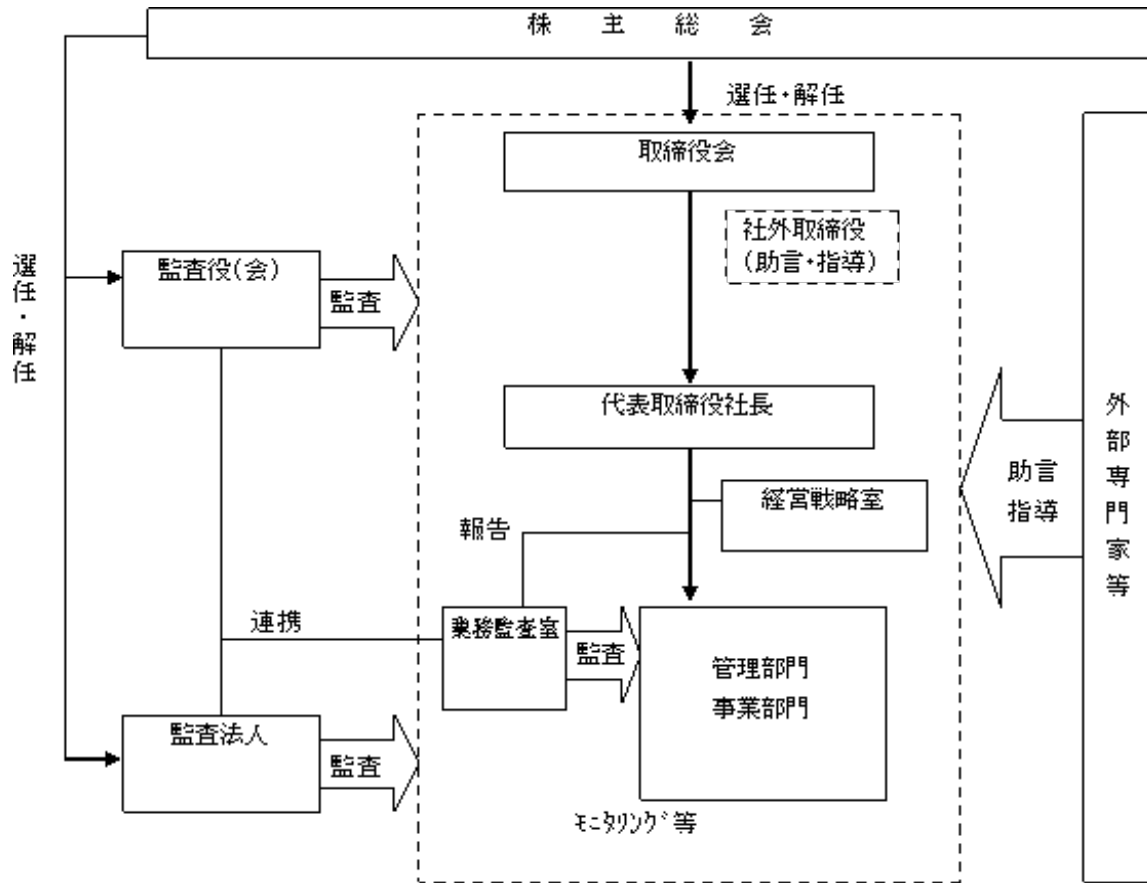 株 主 総 会
選任・解任
取締役会
社外取締役
(助言・指導)
選任・解任
監査役(会)
監査
代表取締役社長
外部専門家等
助言
指導
経営戦略室
報告
連携
業務監査室
監査
管理部門
事業部門
監査法人
監査
ﾓﾆﾀﾘﾝｸﾞ等